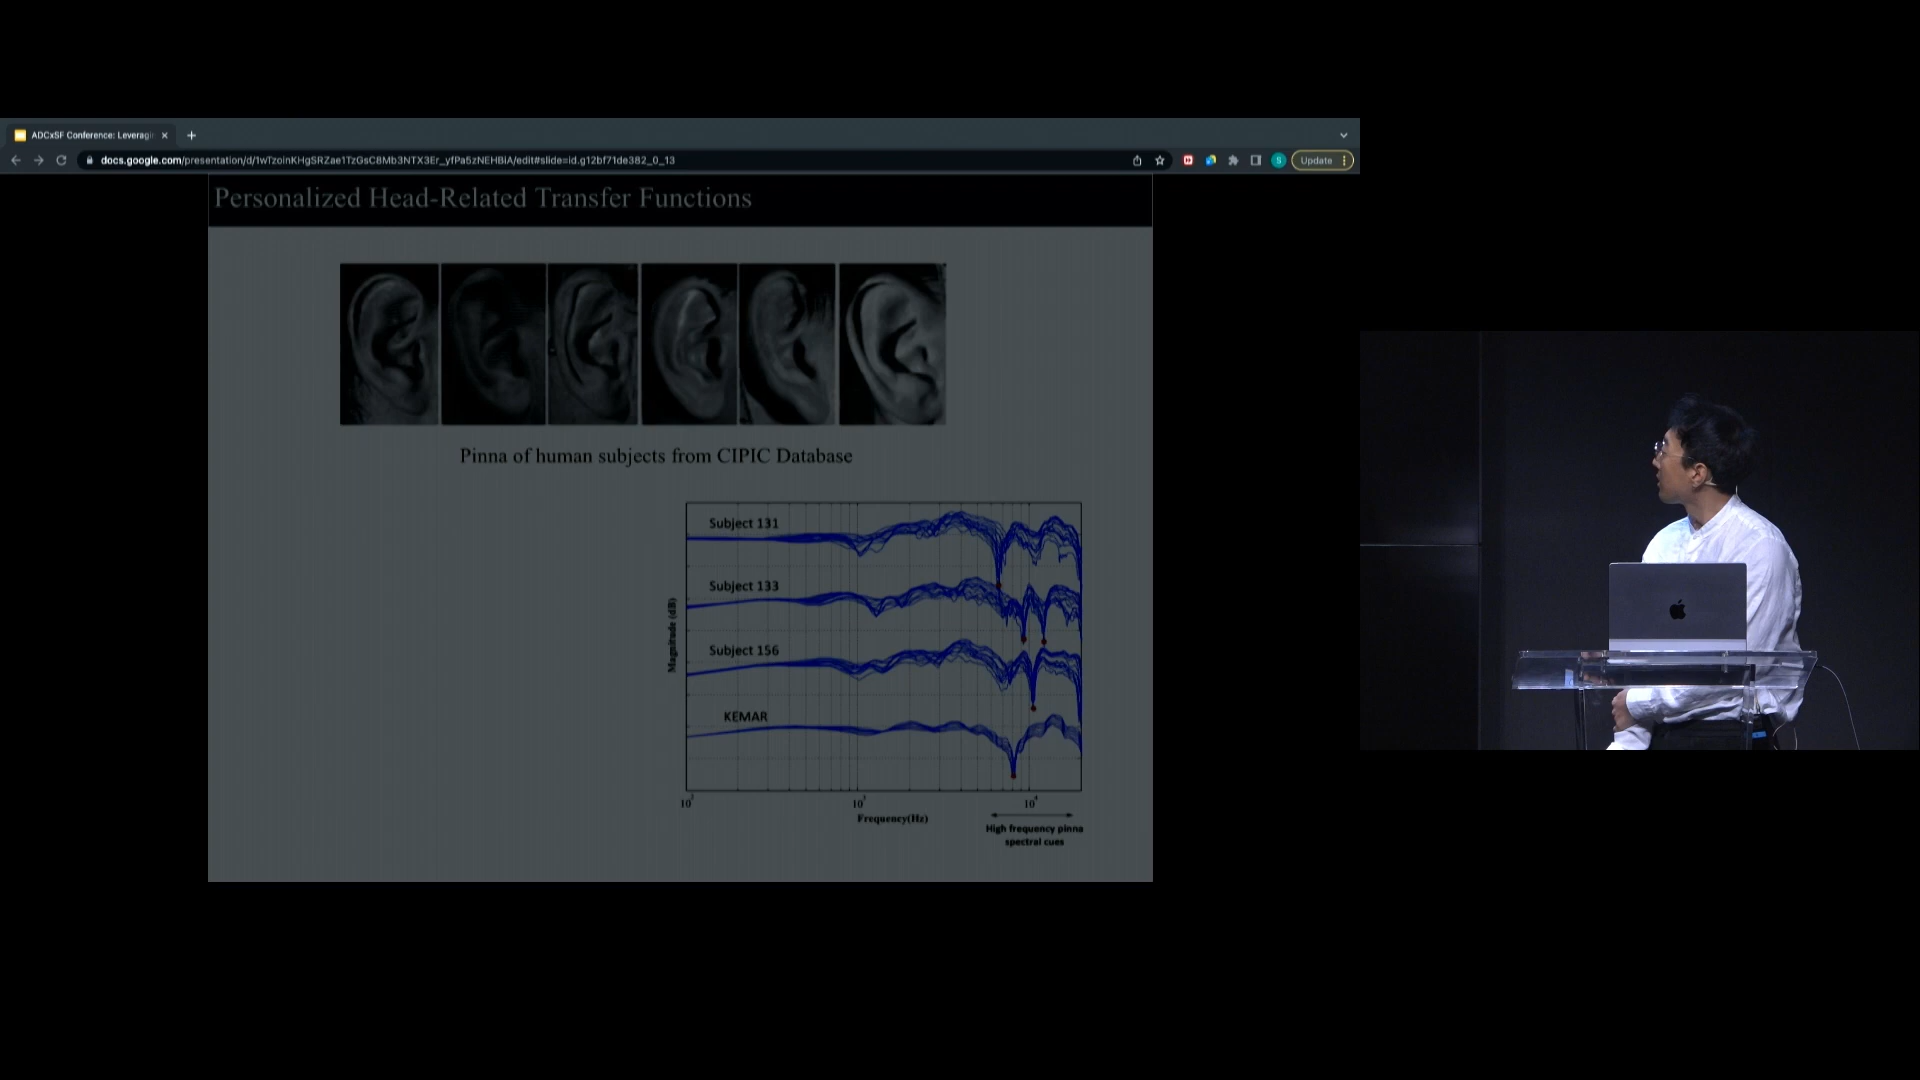 ADCxSF Conference: Leveragi
docs.google.com/presentation/d/1wTzoinKHgSRZae1TzGsC8Mb3NTX3Er_yfPa5zNEHBiA/edit#slide=id.g12bf71de382_0_13
S
Update
Personalized Head-Related Transfer Functions
Pinna of human subjects from CIPIC Database
Subject 131
Subject 133
Subject 156
KEMAR
Magnitude (dB)
Frequency(Hz)
High frequency pinna
spectral cues